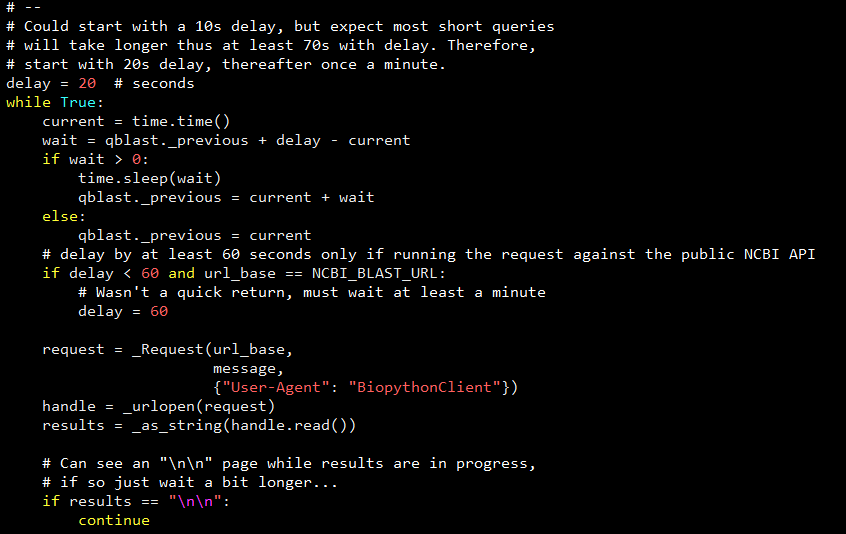 # --
# Could start with a 10s delay, but expect most short queries
# will take longer thus at least 70s with delay. Therefore,
# start with 20s delay, thereafter once a minute.
delay = 20  # seconds
while True:
    current = time.time()
    wait = qblast._previous + delay - current
    if wait > 0:
        time.sleep(wait)
        qblast._previous = current + wait
    else:
        qblast._previous = current
    # delay by at least 60 seconds only if running the request against the public NCBI API
    if delay < 60 and url_base == NCBI_BLAST_URL:
        # Wasn't a quick return, must wait at least a minute
        delay = 60

    request = _Request(url_base,
                       message,
                       {"User-Agent": "BiopythonClient"})
    handle = _urlopen(request)
    results = _as_string(handle.read())

    # Can see an "\n\n" page while results are in progress,
    # if so just wait a bit longer...
    if results == "\n\n":
        continue